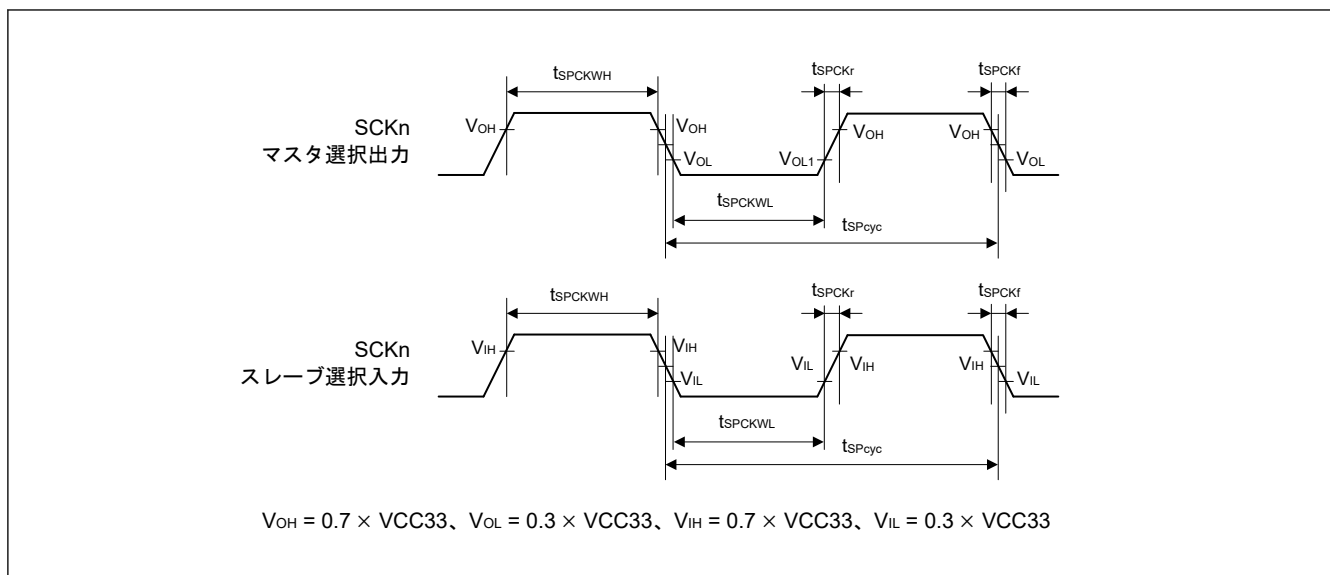 tSPCKWH
tSPCKr
tSPCKf
SCKn
マスタ選択出力
VOH
VOH
VOL
VOL1
VOH
VOH
VOL
tSPCKWL
tSPcyc
tSPCKWH
tSPCKr
tSPCKf
SCKn
スレーブ選択入力
VIH
VIH
VIL
VIL
VIH
VIH
VIL
tSPCKWL
tSPcyc
VOH = 0.7 × VCC33、VOL = 0.3 × VCC33、VIH = 0.7 × VCC33、VIL = 0.3 × VCC33